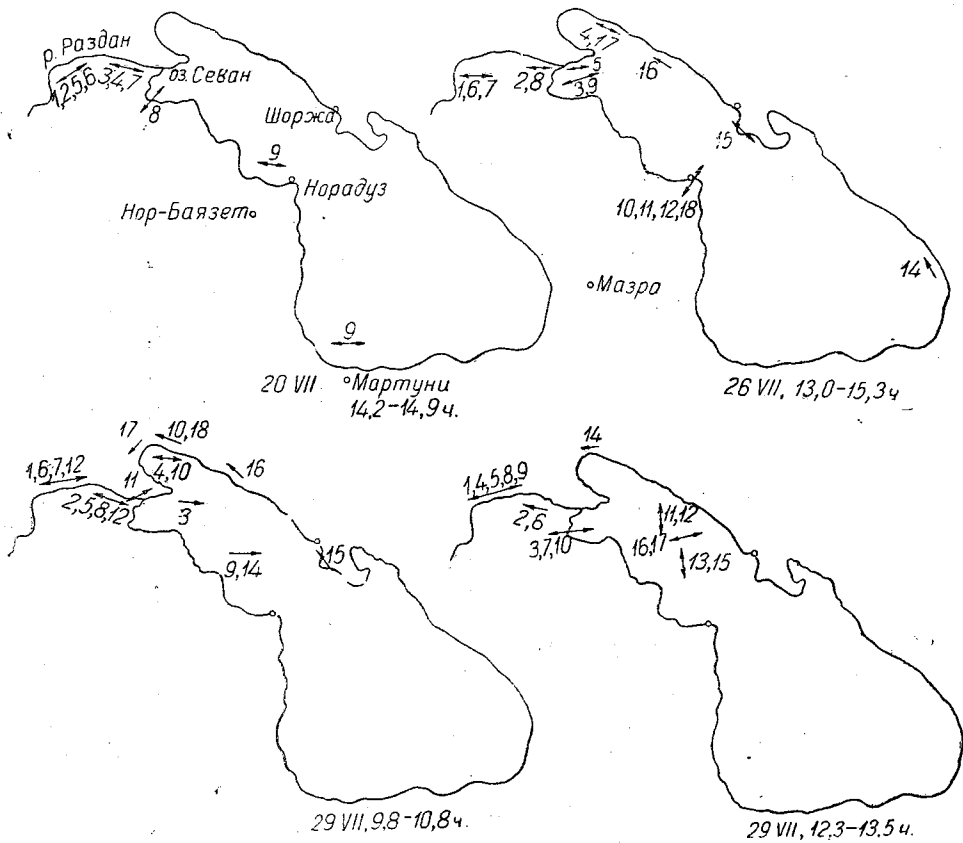 р. Раздан
оз. Севан
1,2,5,6
3,4,7
8
Шоржа
9
Норадуз
Нор-Баязет
9
20 VII
Мартуни
14,2-14,9 ч.
4,17
5
16
1,6,7
2,8
3,9
15
10,11,12,18
14
Мазра
26 VII, 13,0-15,3 ч
17
10,18
1,6,7,12
11
4,10
16
2,5,8,12
3
9,14
15
29 VII, 9,8-10,8 ч.
14
1,4,5,8,9
2,6
11,12
3,7,10
16,17
13,15
29 VII, 12,3-13,5 ч.